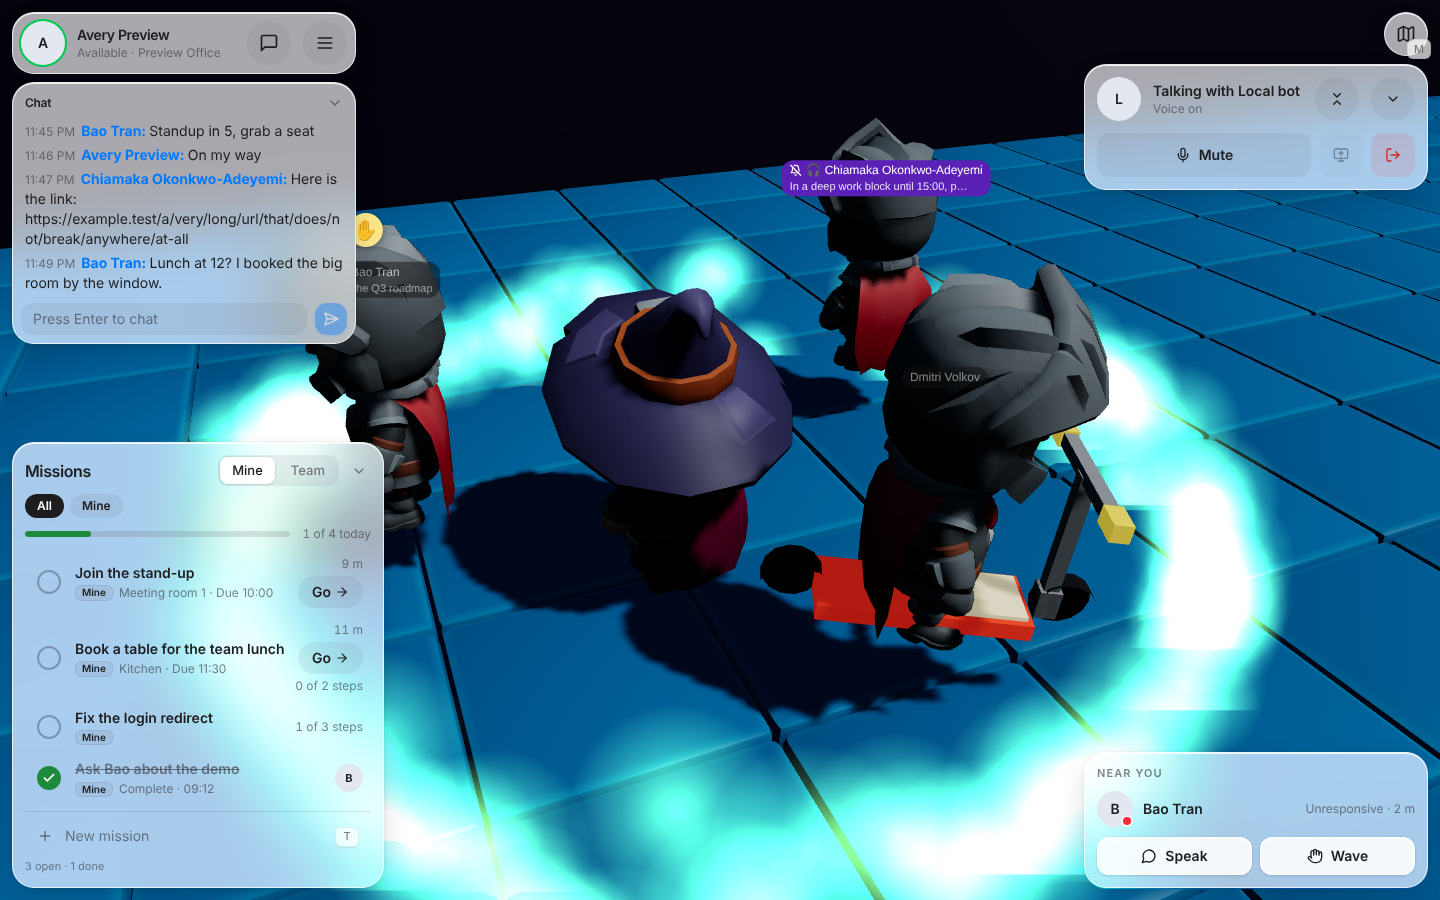 A
Avery Preview
Available · Preview Office
M
Chat
11:45 PM Bao Tran: Standup in 5, grab a seat
11:46 PM Avery Preview: On my way
11:47 PM Chiamaka Okonkwo-Adeyemi: Here is
the link:
https://example.test/a/very/long/url/that/does/n
ot/break/anywhere/at-all
11:49 PM Bao Tran: Lunch at 12? I booked the big
room by the window.
Press Enter to chat
L
Talking with Local bot
Voice on
Mute
Chiamaka Okonkwo-Adeyemi
In a deep work block until 15:00, p…
Bao Tran
he Q3 roadmap
Dmitri Volkov
Missions
Mine
Team
All
Mine
1 of 4 today
Join the stand-up
Mine Meeting room 1 · Due 10:00
9 m
Go
Book a table for the team lunch
Mine Kitchen · Due 11:30
11 m
Go
0 of 2 steps
Fix the login redirect
Mine
1 of 3 steps
Ask Bao about the demo
Mine Complete · 09:12
B
New mission
T
3 open · 1 done
NEAR YOU
B
Bao Tran
Unresponsive · 2 m
Speak
Wave